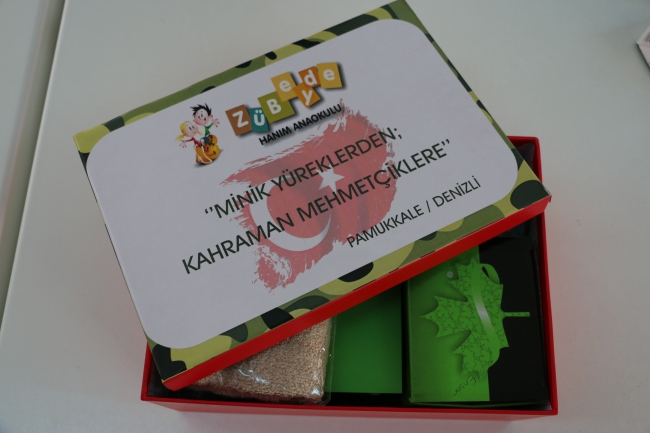 ZÜBEyde
HANIM ANAOKULU
‘’MİNİK YÜREKLERDEN;
KAHRAMAN MEHMETÇİKLERE’’
PAMUKKALE / DENİZLİ